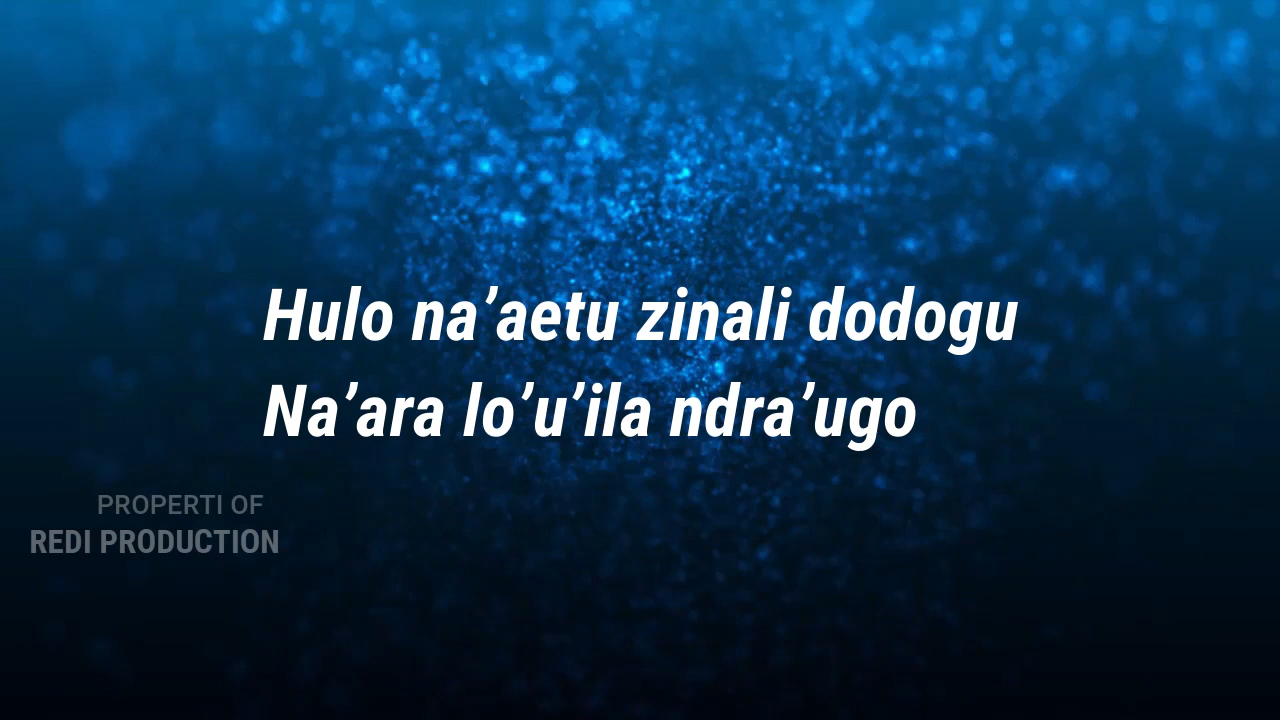 Hulo na’aetu zinali dodogu
Na’ara lo’u’ila ndra’ugo
PROPERTI OF
REDI PRODUCTION